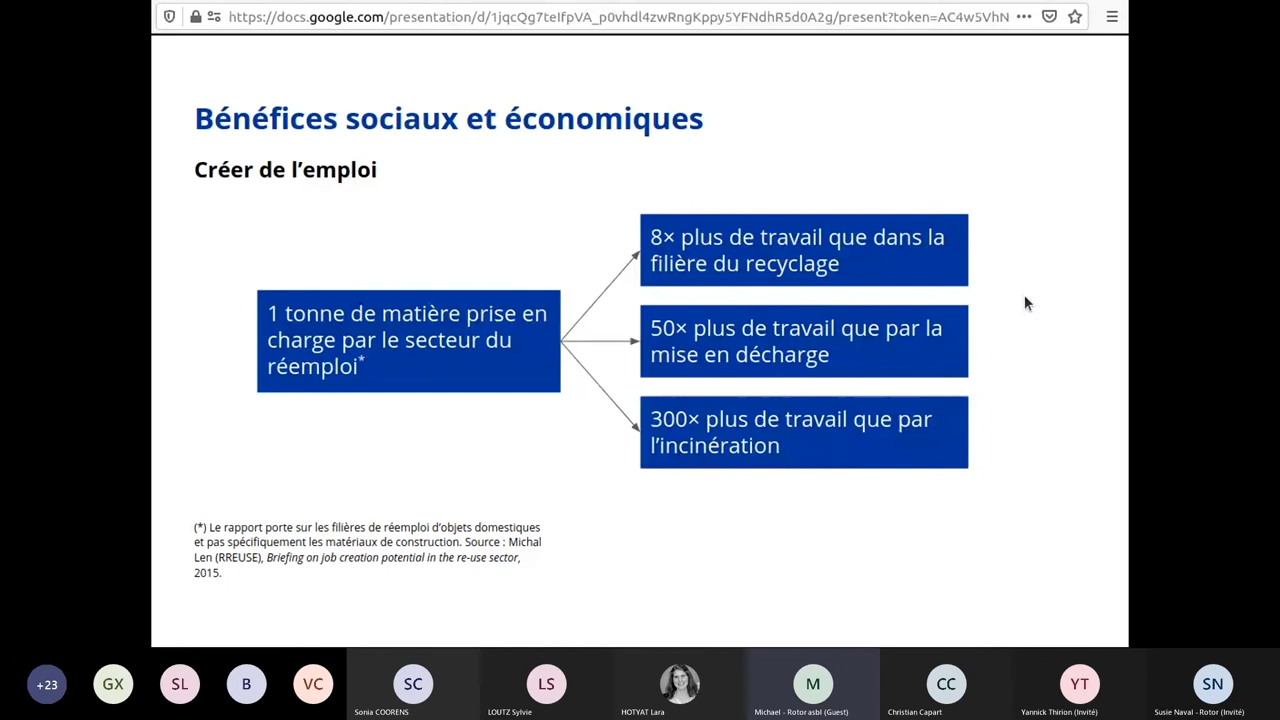 https://docs.google.com/presentation/d/1jqcQg7teIfpVA_p0vhdl4zwRngKppy5YFNdhR5d0A2g/present?token=AC4w5VhN
Bénéfices sociaux et économiques
Créer de l’emploi
1 tonne de matière prise en
charge par le secteur du
réemploi*
8× plus de travail que dans la
filière du recyclage
50× plus de travail que par la
mise en décharge
300× plus de travail que par
l’incinération
(*) Le rapport porte sur les filières de réemploi d’objets domestiques
et pas spécifiquement les matériaux de construction. Source : Michal
Len (RREUSE), Briefing on job creation potential in the re-use sector,
2015.
+23
GX
SL
B
VC
SC
LS
M
CC
YT
SN
Sonia COORENS
LOUTZ Sylvie
HOTYAT Lara
Michael - Rotor asbl (Guest)
Christian Capart
Yannick Thirion (Invité)
Susie Naval - Rotor (Invité)